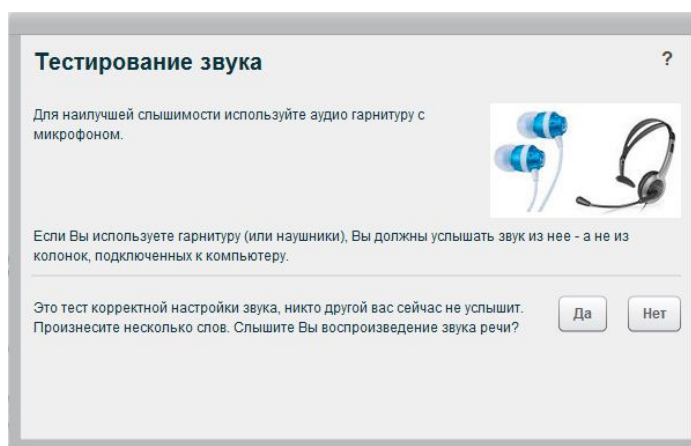 Тестирование звука
?
Для наилучшей слышимости используйте аудио гарнитуру с
микрофоном.
Если Вы используете гарнитуру (или наушники), Вы должны услышать звук из нее - а не из
колонок, подключенных к компьютеру.
Это тест корректной настройки звука, никто другой вас сейчас не услышит.
Произнесите несколько слов. Слышите Вы воспроизведение звука речи?
Да
Нет